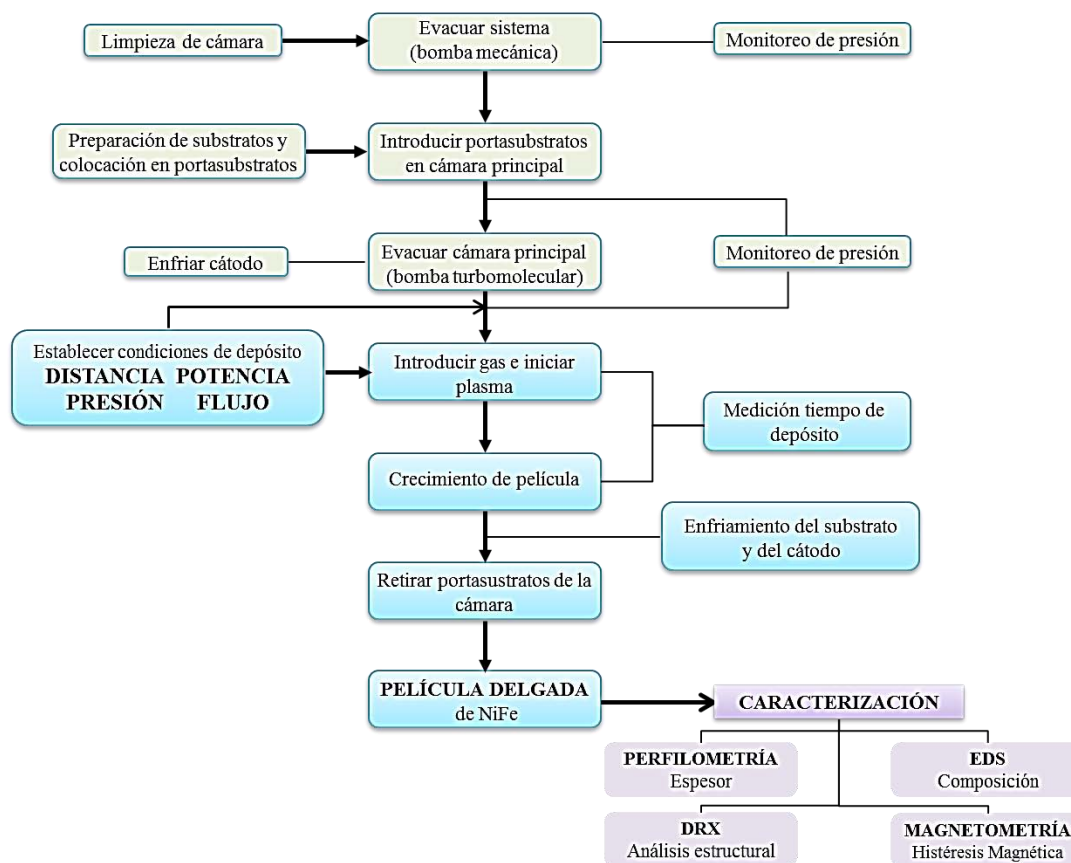 Limpieza de cámara
Evacuar sistema
(bomba mecánica)
Monitoreo de presión
Preparación de substratos y
colocación en portasubstratos
Introducir portasubstratos
en cámara principal
Enfriar cátodo
Evacuar cámara principal
(bomba turbomolecular)
Monitoreo de presión
Establecer condiciones de depósito
DISTANCIA POTENCIA
PRESIÓN FLUJO
Introducir gas e iniciar
plasma
Medición tiempo de
depósito
Crecimiento de película
Enfriamiento del substrato
y del cátodo
Retirar portasustratos de la
cámara
PELÍCULA DELGADA
de NiFe
CARACTERIZACIÓN
PERFILOMETRÍA
Espesor
EDS
Composición
DRX
Análisis estructural
MAGNETOMETRÍA
Histéresis Magnética